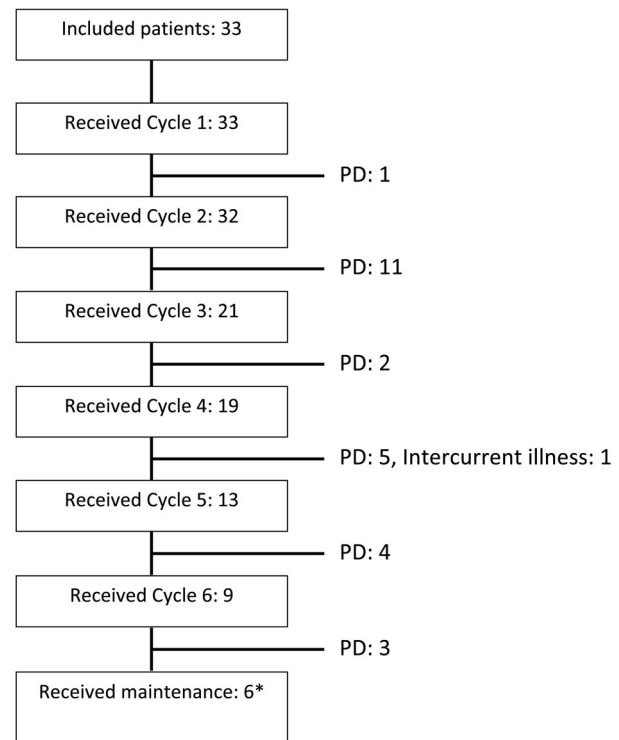 Included patients: 33
Received Cycle 1: 33
PD: 1
Received Cycle 2: 32
PD: 11
Received Cycle 3: 21
PD: 2
Received Cycle 4: 19
PD: 5, Intercurrent illness: 1
Received Cycle 5: 13
PD: 4
Received Cycle 6: 9
PD: 3
Received maintenance: 6*